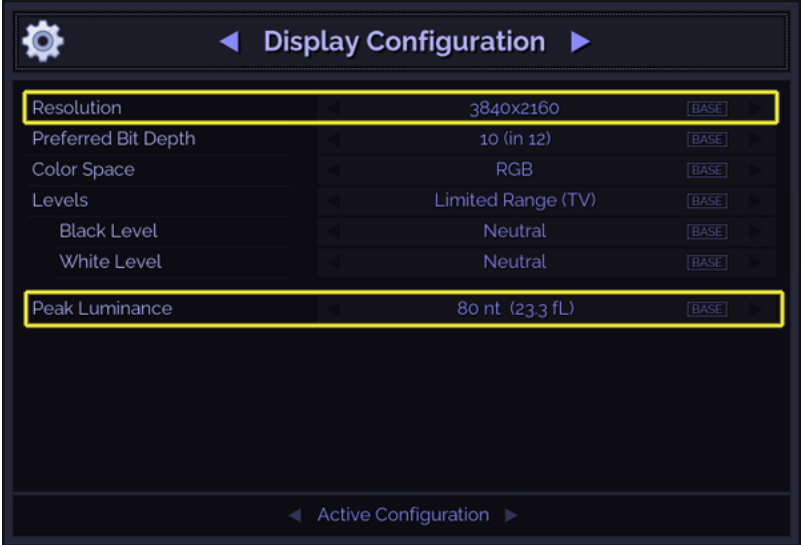 Display Configuration
Resolution 3840x2160 BASE
Preferred Bit Depth 10 (in 12) BASE
Color Space RGB BASE
Levels Limited Range (TV) BASE
Black Level Neutral BASE
White Level Neutral BASE
Peak Luminance 80 nt (23.3 fL) BASE
Active Configuration